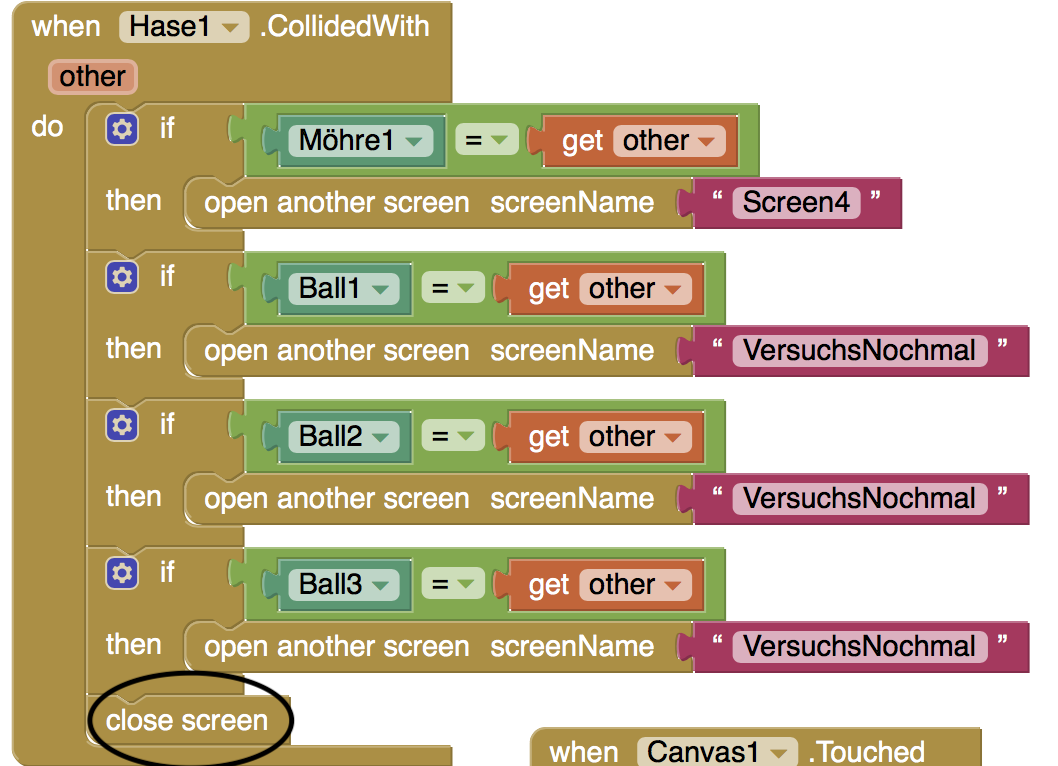 when Hase1 .CollidedWith
other
do if Möhre1 = get other
then open another screen screenName " Screen4 "
if Ball1 = get other
then open another screen screenName " VersuchsNochmal "
if Ball2 = get other
then open another screen screenName " VersuchsNochmal "
if Ball3 = get other
then open another screen screenName " VersuchsNochmal "
close screen
when Canvas1 .Touched